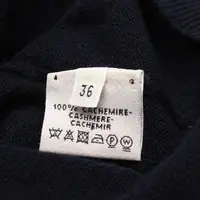 36
100% CACHEMIRE-
CASHMERE-
CACHEMIR
P W